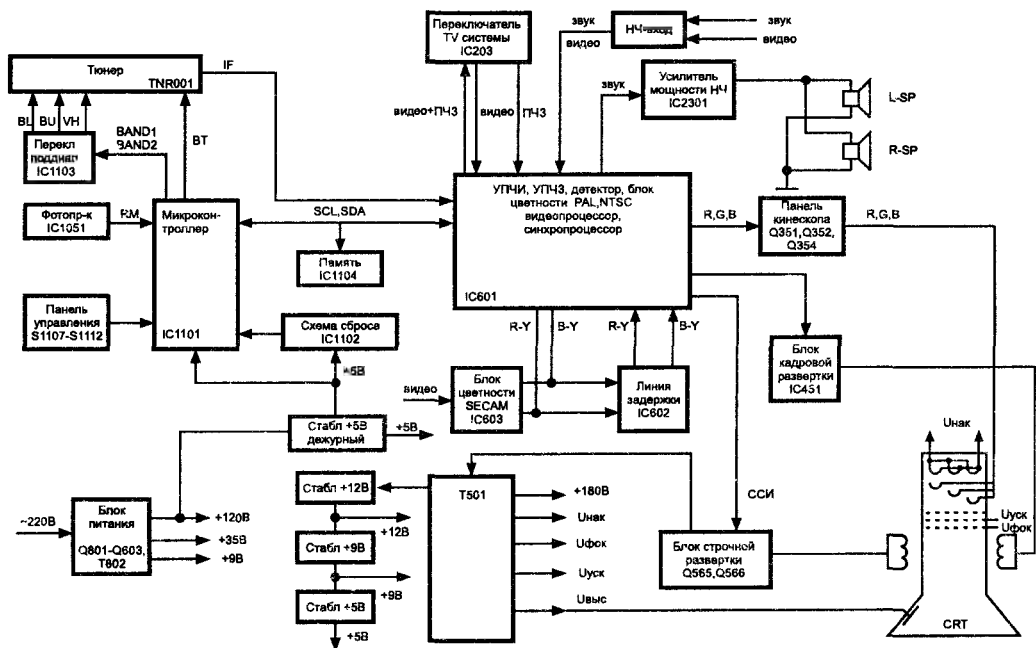 Тюнер
TNR001
IF
Переключатель
TV системы
IC203
звук
видео
НЧ-вход
звук
видео
BL BU VH
BAND1
BAND2
BT
видео+ПЧЗ
видео
ПЧЗ
звук
Усилитель
мощности НЧ
IC2301
L-SP
R-SP
Перекл
поддиап
IC1103
Фотопр-к
IC1051
RM
Микрокон-
троллер
IC1101
SCL,SDA
Память
IC1104
УПЧИ, УПЧЗ, детектор, блок
цветности PAL,NTSC
видеопроцессор,
синхропроцессор
IC601
R,G,B
Панель
кинескопа
Q351,Q352,
Q354
R,G,B
Панель
управления
S1107-S1112
Схема сброса
IC1102
+5В
R-Y
B-Y
R-Y
B-Y
видео
Блок
цветности
SECAM
IC603
Линия
задержки
IC602
Блок
кадровой
развертки
IC451
Стабл +5В
дежурный
+5В
~220В
Блок
питания
Q801-Q603,
T802
+120В
+35В
+9В
Стабл +12В
+12В
Стабл +9В
+9В
Стабл +5В
+5В
T501
+180В
Uнак
Uфок
Uуск
Uвыс
ССИ
Блок строчной
развертки
Q565,Q566
Uнак
Uуск
Uфок
CRT